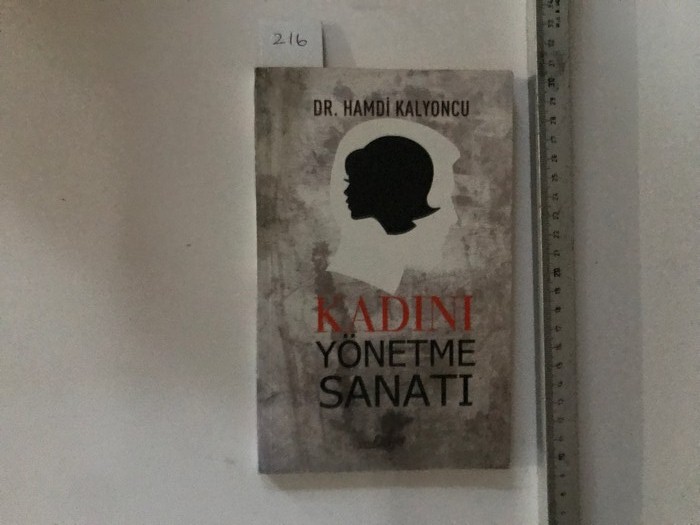 216
DR. HAMDİ KALYONCU
KADINI
YÖNETME
SANATI